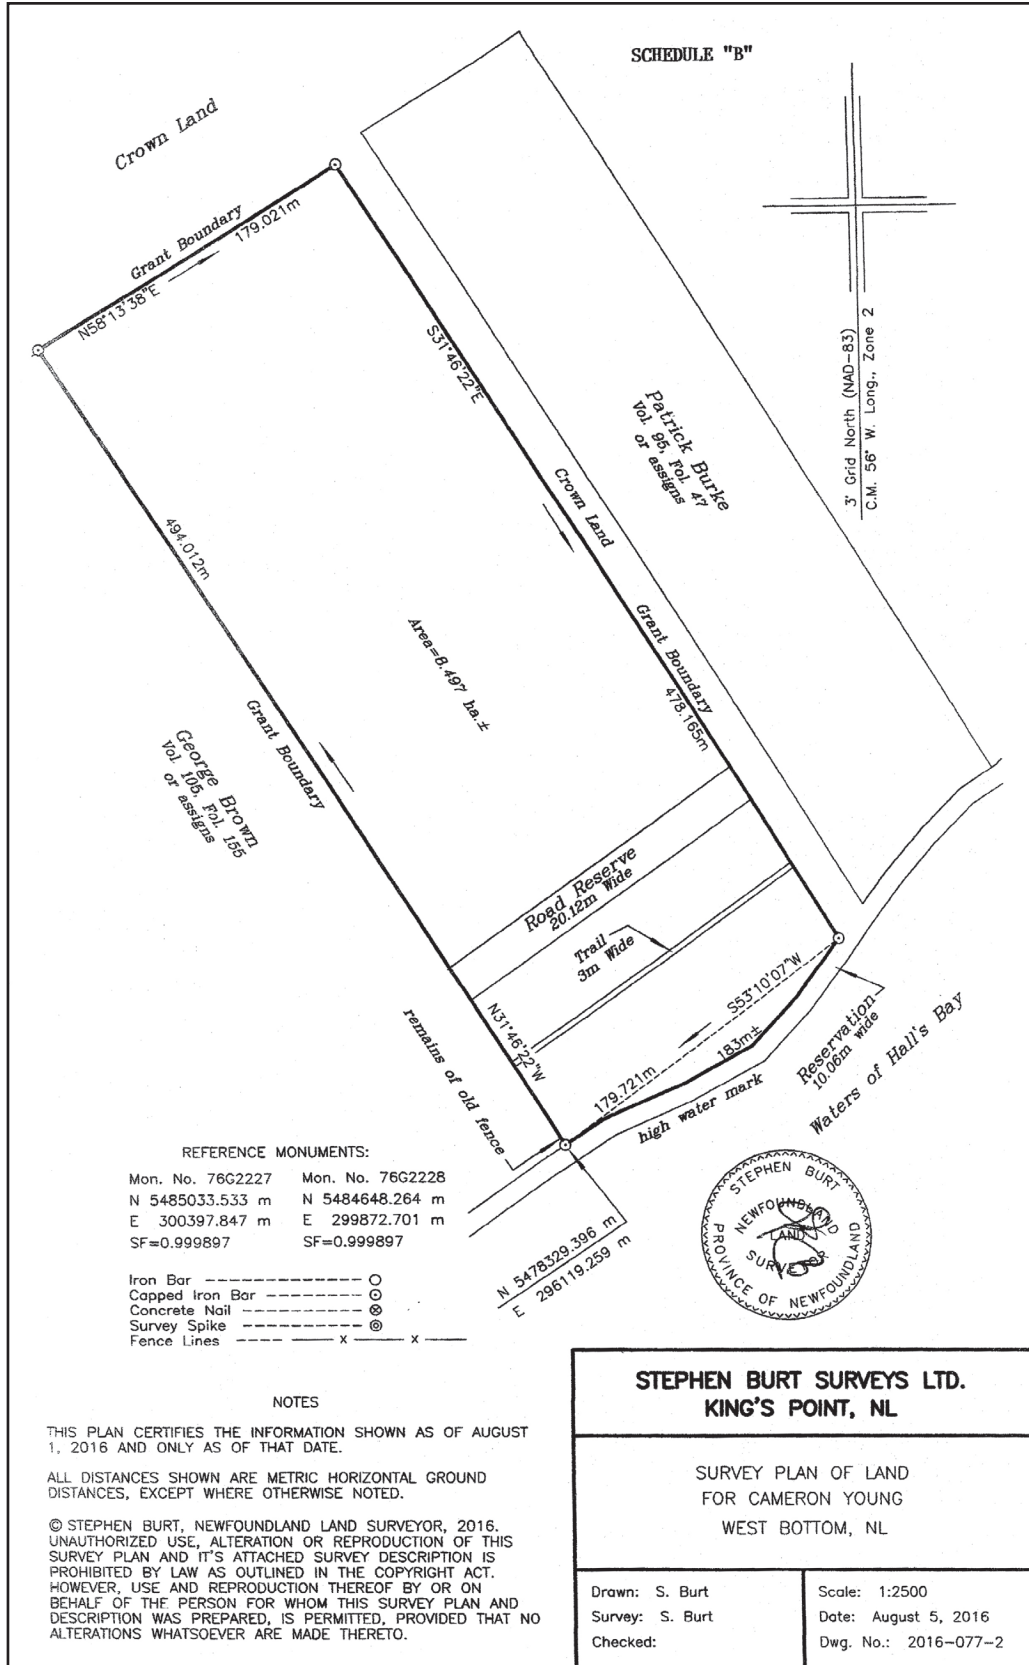 SCHEDULE "B"
Crown Land
Grant Boundary
179.021m
N58°13'38"E
S31°46'22"E
3° Grid North (NAD-83)
C.M. 56° W. Long., Zone 2
Patrick Burke
Vol. 95, Fol. 47
or assigns
Crown Land
494.012m
Grant Boundary
478.165m
Area=8.497 ha.±
Grant Boundary
George Brown
Vol. 105, Fol. 155
or assigns
Road Reserve
20.12m Wide
Trail
3m Wide
S53°10'07"W
N31°46'22"W
183m±
179.721m
Reservation
10.06m wide
Waters of Hall's Bay
high water mark
remains of old fence
N 5478329.396 m
E 296119.259 m
STEPHEN BURT
NEWFOUNDLAND
LAND
SURVEYOR
PROVINCE OF NEWFOUNDLAND
REFERENCE MONUMENTS:
Mon. No. 76G2227 Mon. No. 76G2228
N 5485033.533 m N 5484648.264 m
E 300397.847 m E 299872.701 m
SF=0.999897 SF=0.999897
Iron Bar
Capped Iron Bar
Concrete Nail
Survey Spike
Fence Lines x x
NOTES
THIS PLAN CERTIFIES THE INFORMATION SHOWN AS OF AUGUST
1, 2016 AND ONLY AS OF THAT DATE.
ALL DISTANCES SHOWN ARE METRIC HORIZONTAL GROUND
DISTANCES, EXCEPT WHERE OTHERWISE NOTED.
© STEPHEN BURT, NEWFOUNDLAND LAND SURVEYOR, 2016.
UNAUTHORIZED USE, ALTERATION OR REPRODUCTION OF THIS
SURVEY PLAN AND IT'S ATTACHED SURVEY DESCRIPTION IS
PROHIBITED BY LAW AS OUTLINED IN THE COPYRIGHT ACT.
HOWEVER, USE AND REPRODUCTION THEREOF BY OR ON
BEHALF OF THE PERSON FOR WHOM THIS SURVEY PLAN AND
DESCRIPTION WAS PREPARED, IS PERMITTED, PROVIDED THAT NO
ALTERATIONS WHATSOEVER ARE MADE THERETO.
STEPHEN BURT SURVEYS LTD.
KING'S POINT, NL
SURVEY PLAN OF LAND
FOR CAMERON YOUNG
WEST BOTTOM, NL
Drawn: S. Burt
Survey: S. Burt
Checked:
Scale: 1:2500
Date: August 5, 2016
Dwg. No.: 2016-077-2